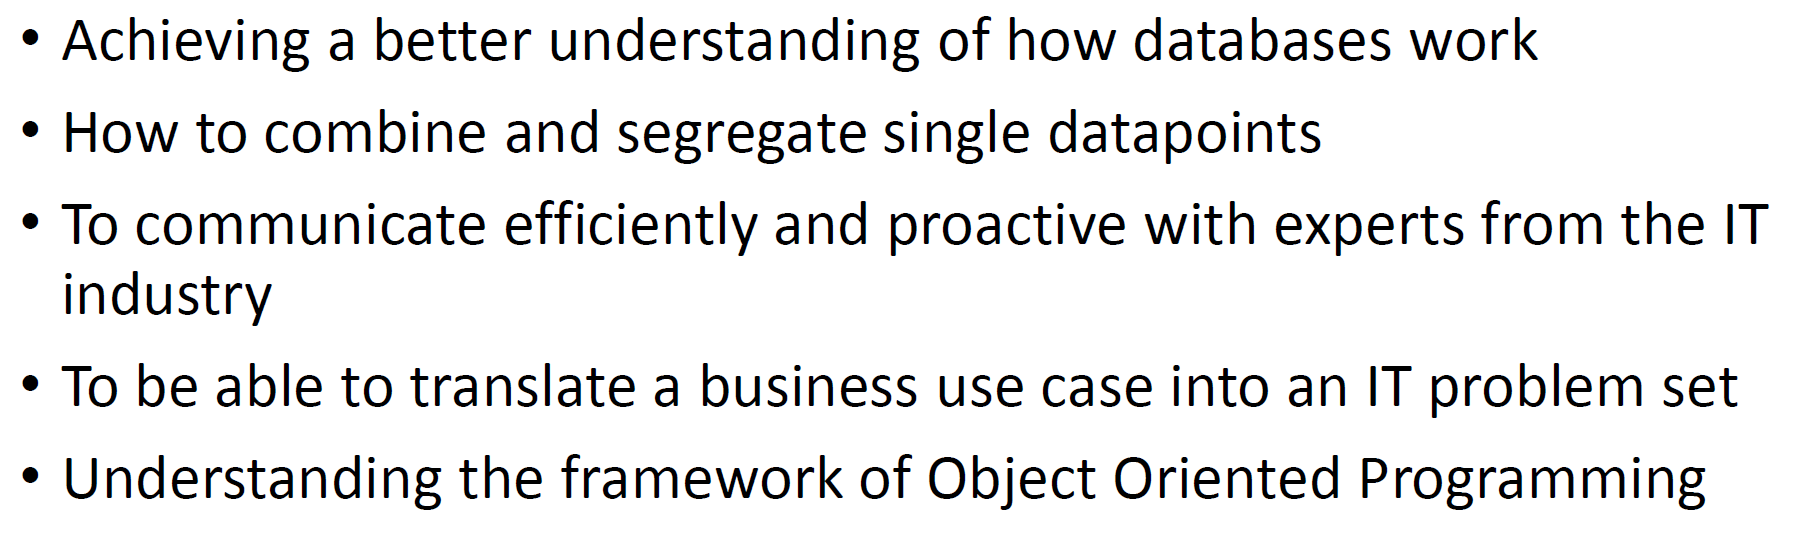 • Achieving a better understanding of how databases work
• How to combine and segregate single datapoints
• To communicate efficiently and proactive with experts from the IT
industry
• To be able to translate a business use case into an IT problem set
• Understanding the framework of Object Oriented Programming